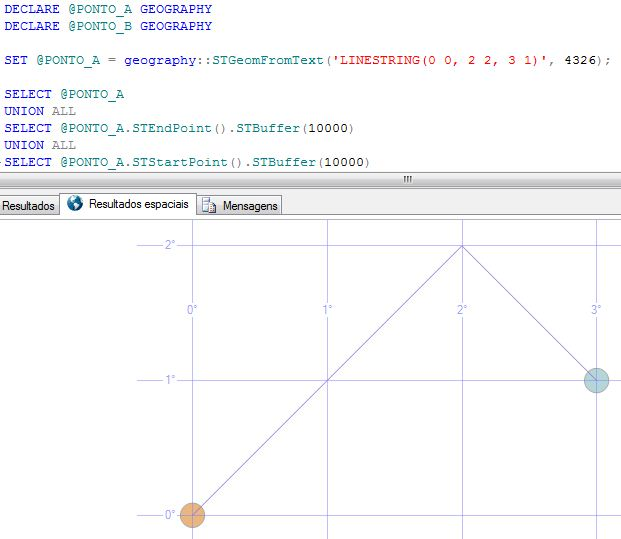 DECLARE @PONTO_A GEOGRAPHY
DECLARE @PONTO_B GEOGRAPHY
SET @PONTO_A = geography::STGeomFromText('LINESTRING(0 0, 2 2, 3 1)', 4326);
SELECT @PONTO_A
UNION ALL
SELECT @PONTO_A.STEndPoint().STBuffer(10000)
UNION ALL
SELECT @PONTO_A.STStartPoint().STBuffer(10000)
Resultados Resultados espaciais Mensagens
2°
0° 1° 2° 3°
1°
0°